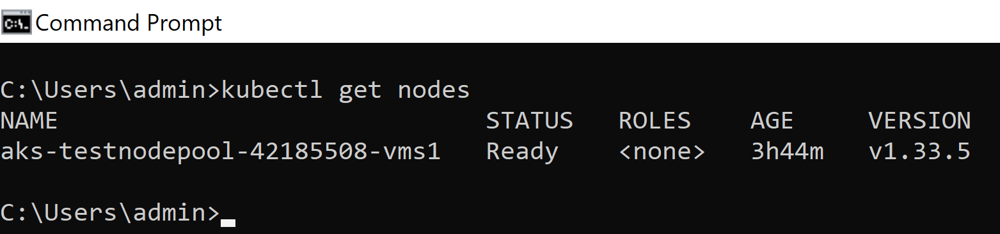 Command Prompt
C:\Users\admin>kubectl get nodes
NAME STATUS ROLES AGE VERSION
aks-testnodepool-42185508-vms1 Ready <none> 3h44m v1.33.5
C:\Users\admin>